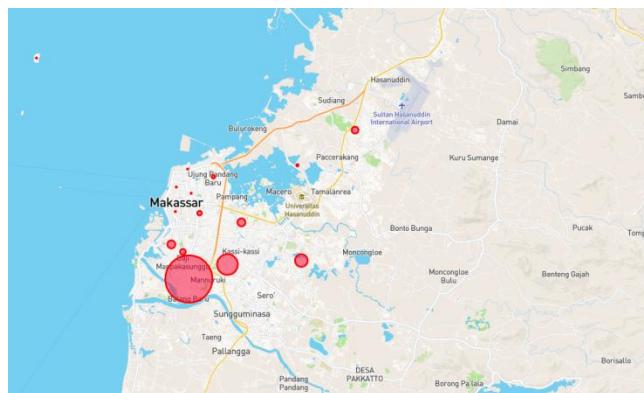 Simbang
Hasanuddin
Sudiang
Sultan Hasanuddin
International Airport
Damai
Bulurokeng
Paccerakang
Kuru Sumange
Ujung Pandang
Baru
Pampang
Macero
Tamalanrea
Makassar
Universitas
Hasanuddin
Bonto Bunga
Pucak
Kassi-kassi
Moncongloe
Moncongloe
Bulu
Benteng Gajah
Mannuruki
Balang Baru
Sero'
Sungguminasa
Taeng
Pallangga
DESA
PAKKATTO
Borisallo
Pandang
Pandang
Borong Pa'lala